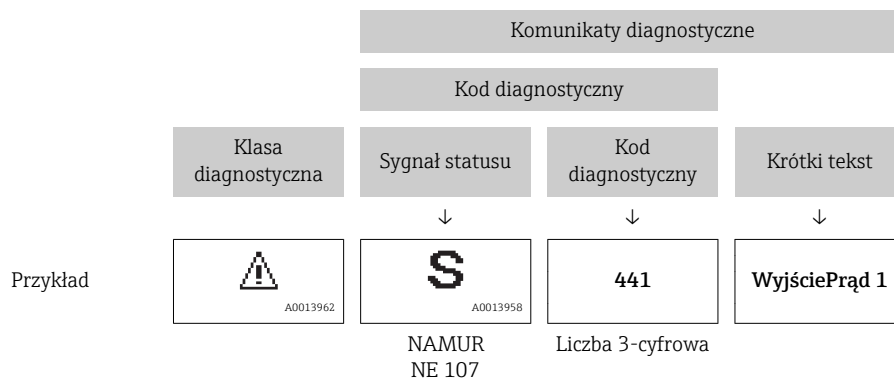 Komunikaty diagnostyczne
Kod diagnostyczny
Klasa
diagnostyczna
Sygnał statusu
Kod
diagnostyczny
Krótki tekst
↓ ↓ ↓
Przykład
A0013962
S
A0013958
441
WyjściePrąd 1
NAMUR
NE 107
Liczba 3-cyfrowa